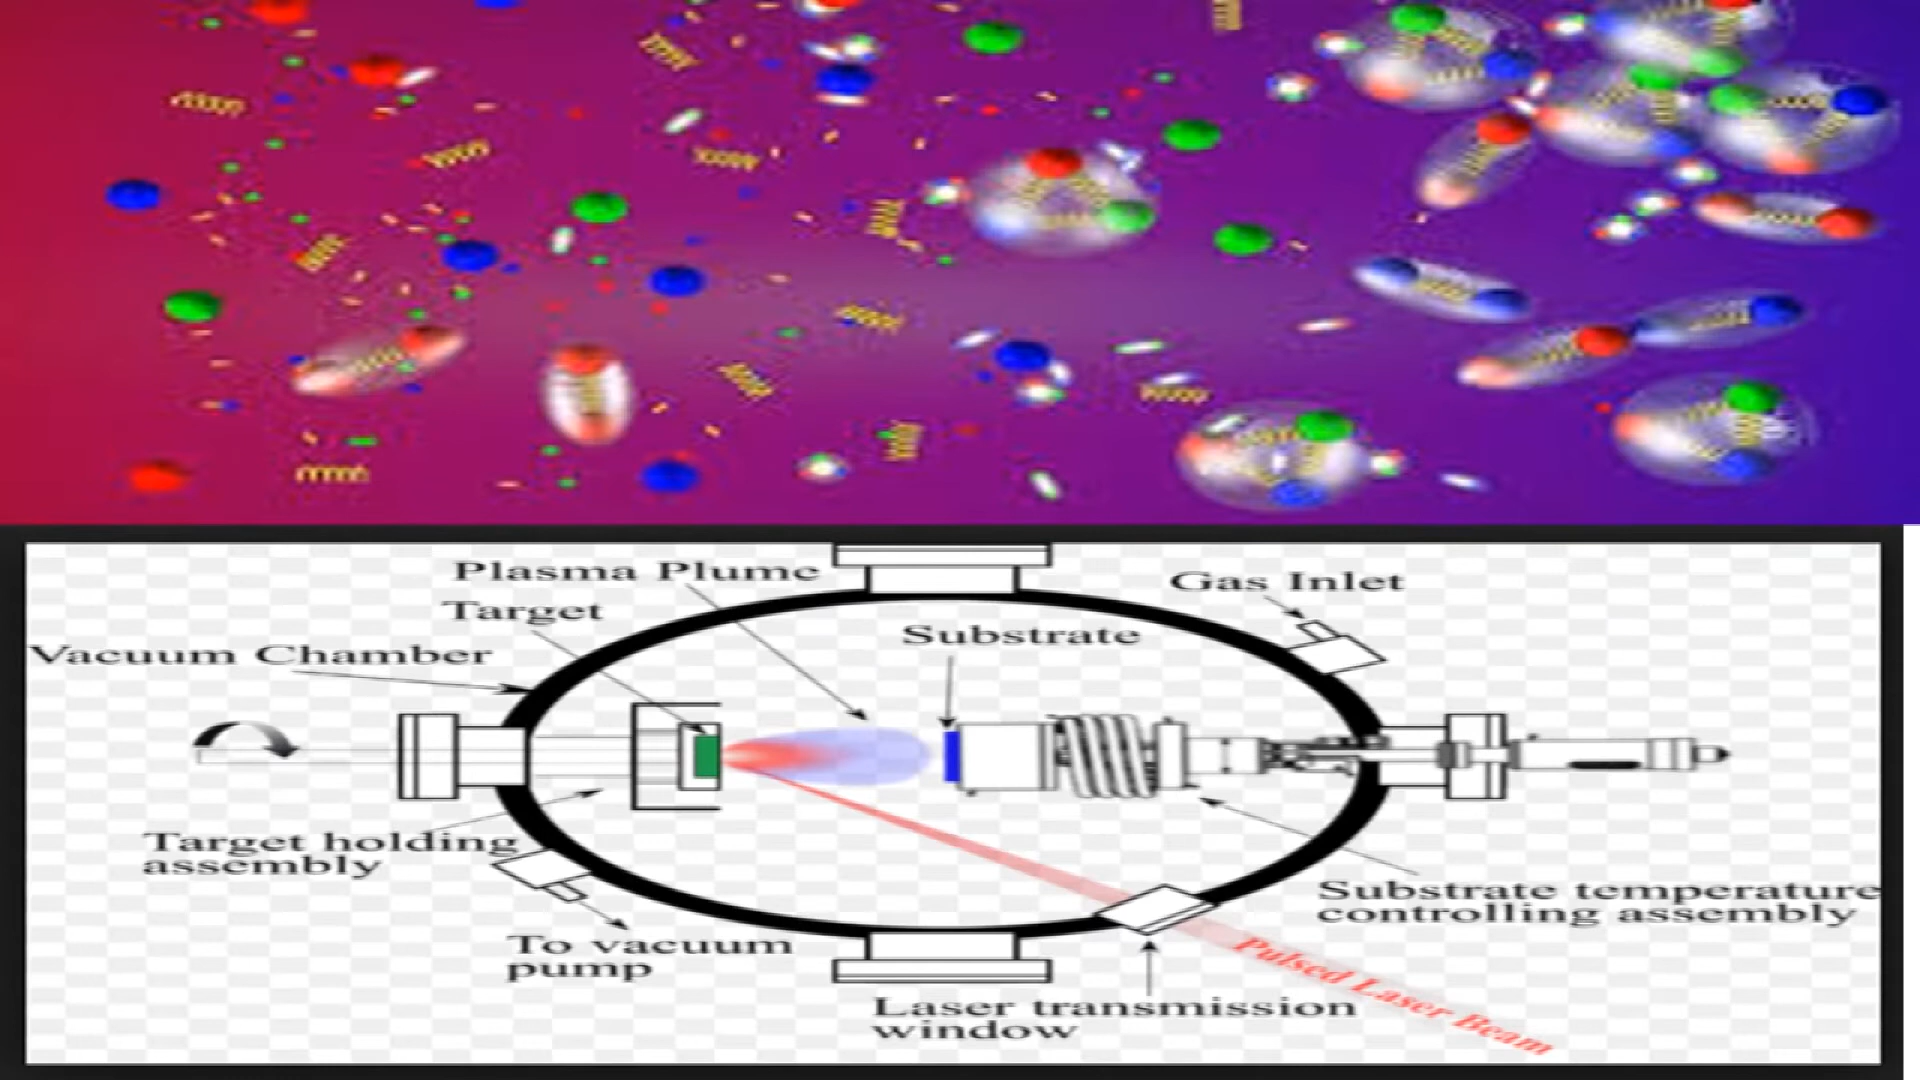 Plasma Plume
Gas Inlet
Target
Substrate
Vacuum Chamber
Target holding
assembly
Substrate temperature
controlling assembly
To vacuum
pump
Pulsed Laser Beam
Laser transmission
window